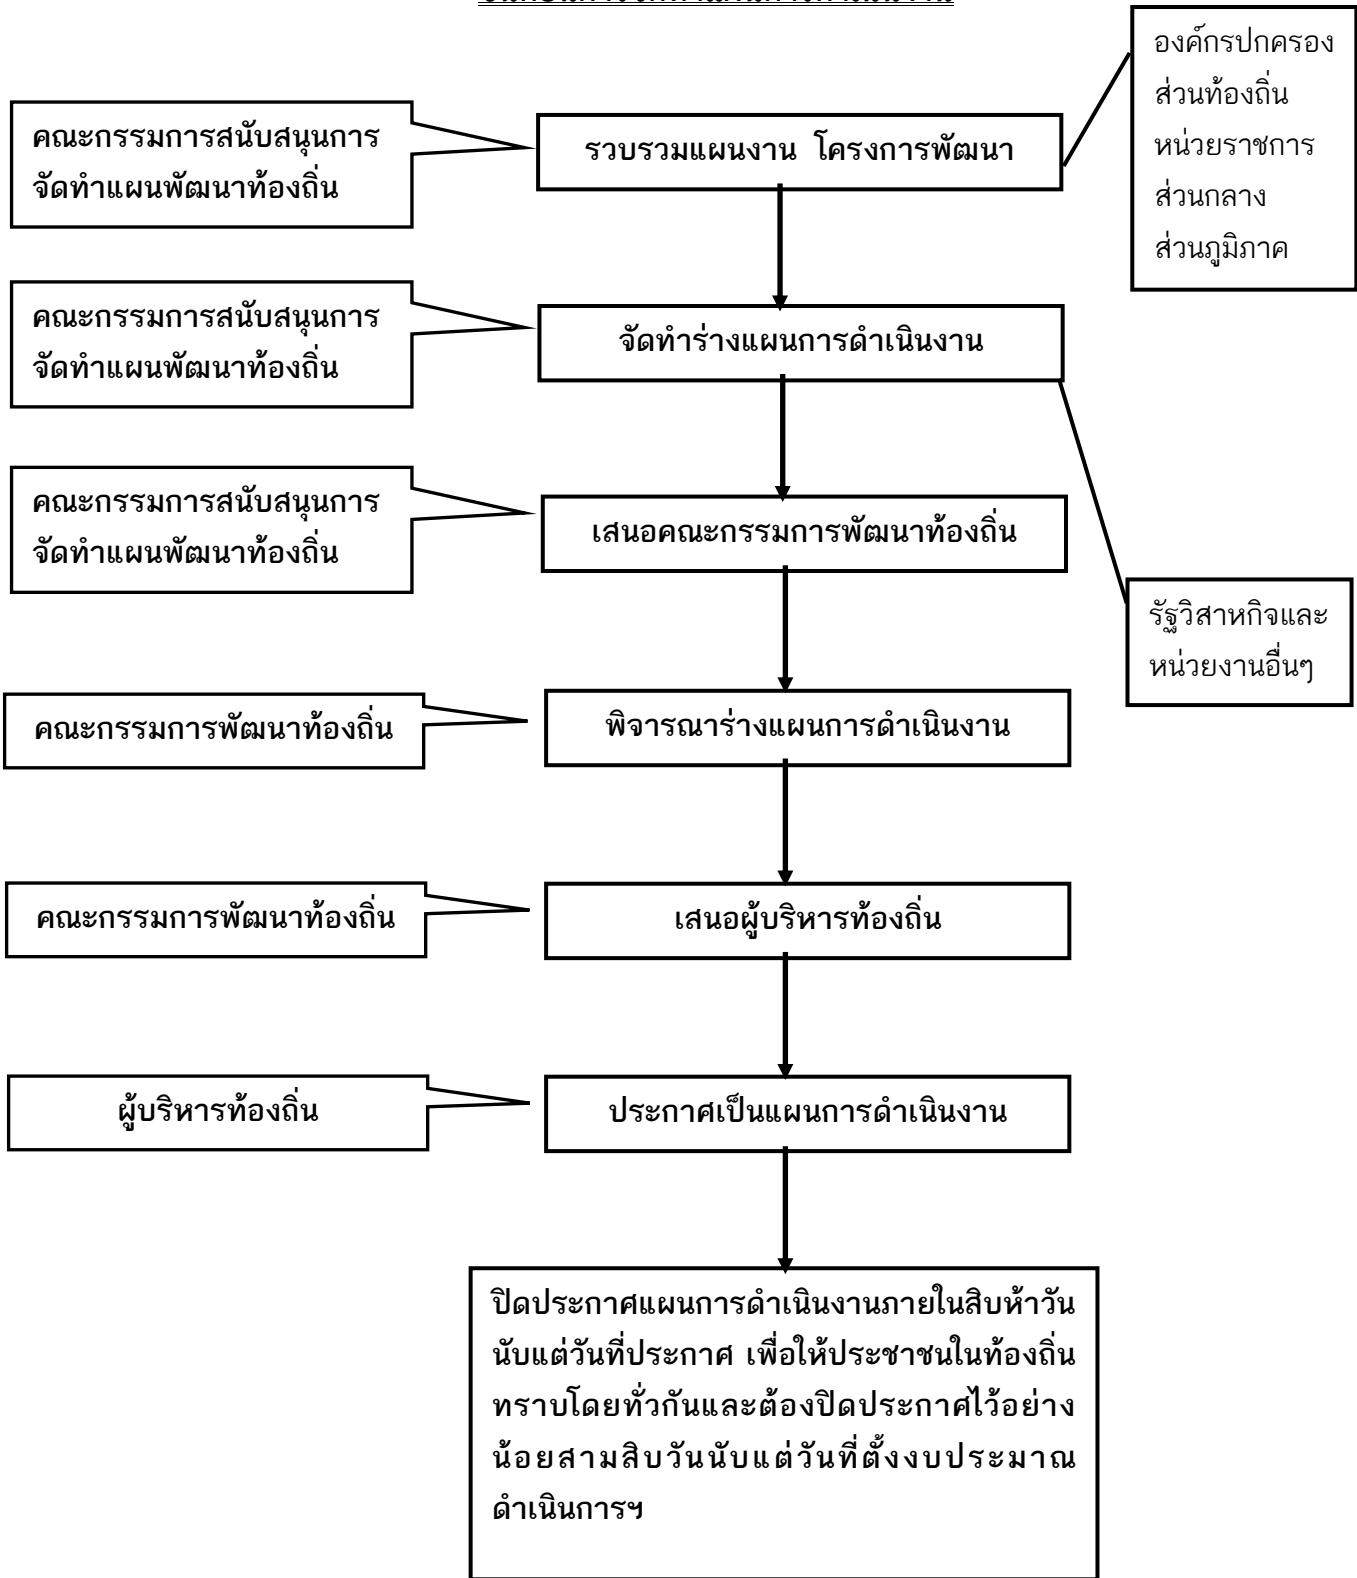 องค์กรปกครอง
ส่วนท้องถิ่น
หน่วยราชการ
ส่วนกลาง
ส่วนภูมิภาค
คณะกรรมการสนับสนุนการ
จัดทำแผนพัฒนาท้องถิ่น
รวบรวมแผนงาน โครงการพัฒนา
คณะกรรมการสนับสนุนการ
จัดทำแผนพัฒนาท้องถิ่น
จัดทำร่างแผนการดำเนินงาน
คณะกรรมการสนับสนุนการ
จัดทำแผนพัฒนาท้องถิ่น
เสนอคณะกรรมการพัฒนาท้องถิ่น
รัฐวิสาหกิจและ
หน่วยงานอื่นๆ
คณะกรรมการพัฒนาท้องถิ่น
พิจารณาร่างแผนการดำเนินงาน
คณะกรรมการพัฒนาท้องถิ่น
เสนอผู้บริหารท้องถิ่น
ผู้บริหารท้องถิ่น
ประกาศเป็นแผนการดำเนินงาน
ปิดประกาศแผนการดำเนินงานภายในสิบห้าวัน
นับแต่วันที่ประกาศ เพื่อให้ประชาชนในท้องถิ่น
ทราบโดยทั่วกันและต้องปิดประกาศไว้อย่าง
น้อยสามสิบวันนับแต่วันที่ตั้งงบประมาณ
ดำเนินการฯ